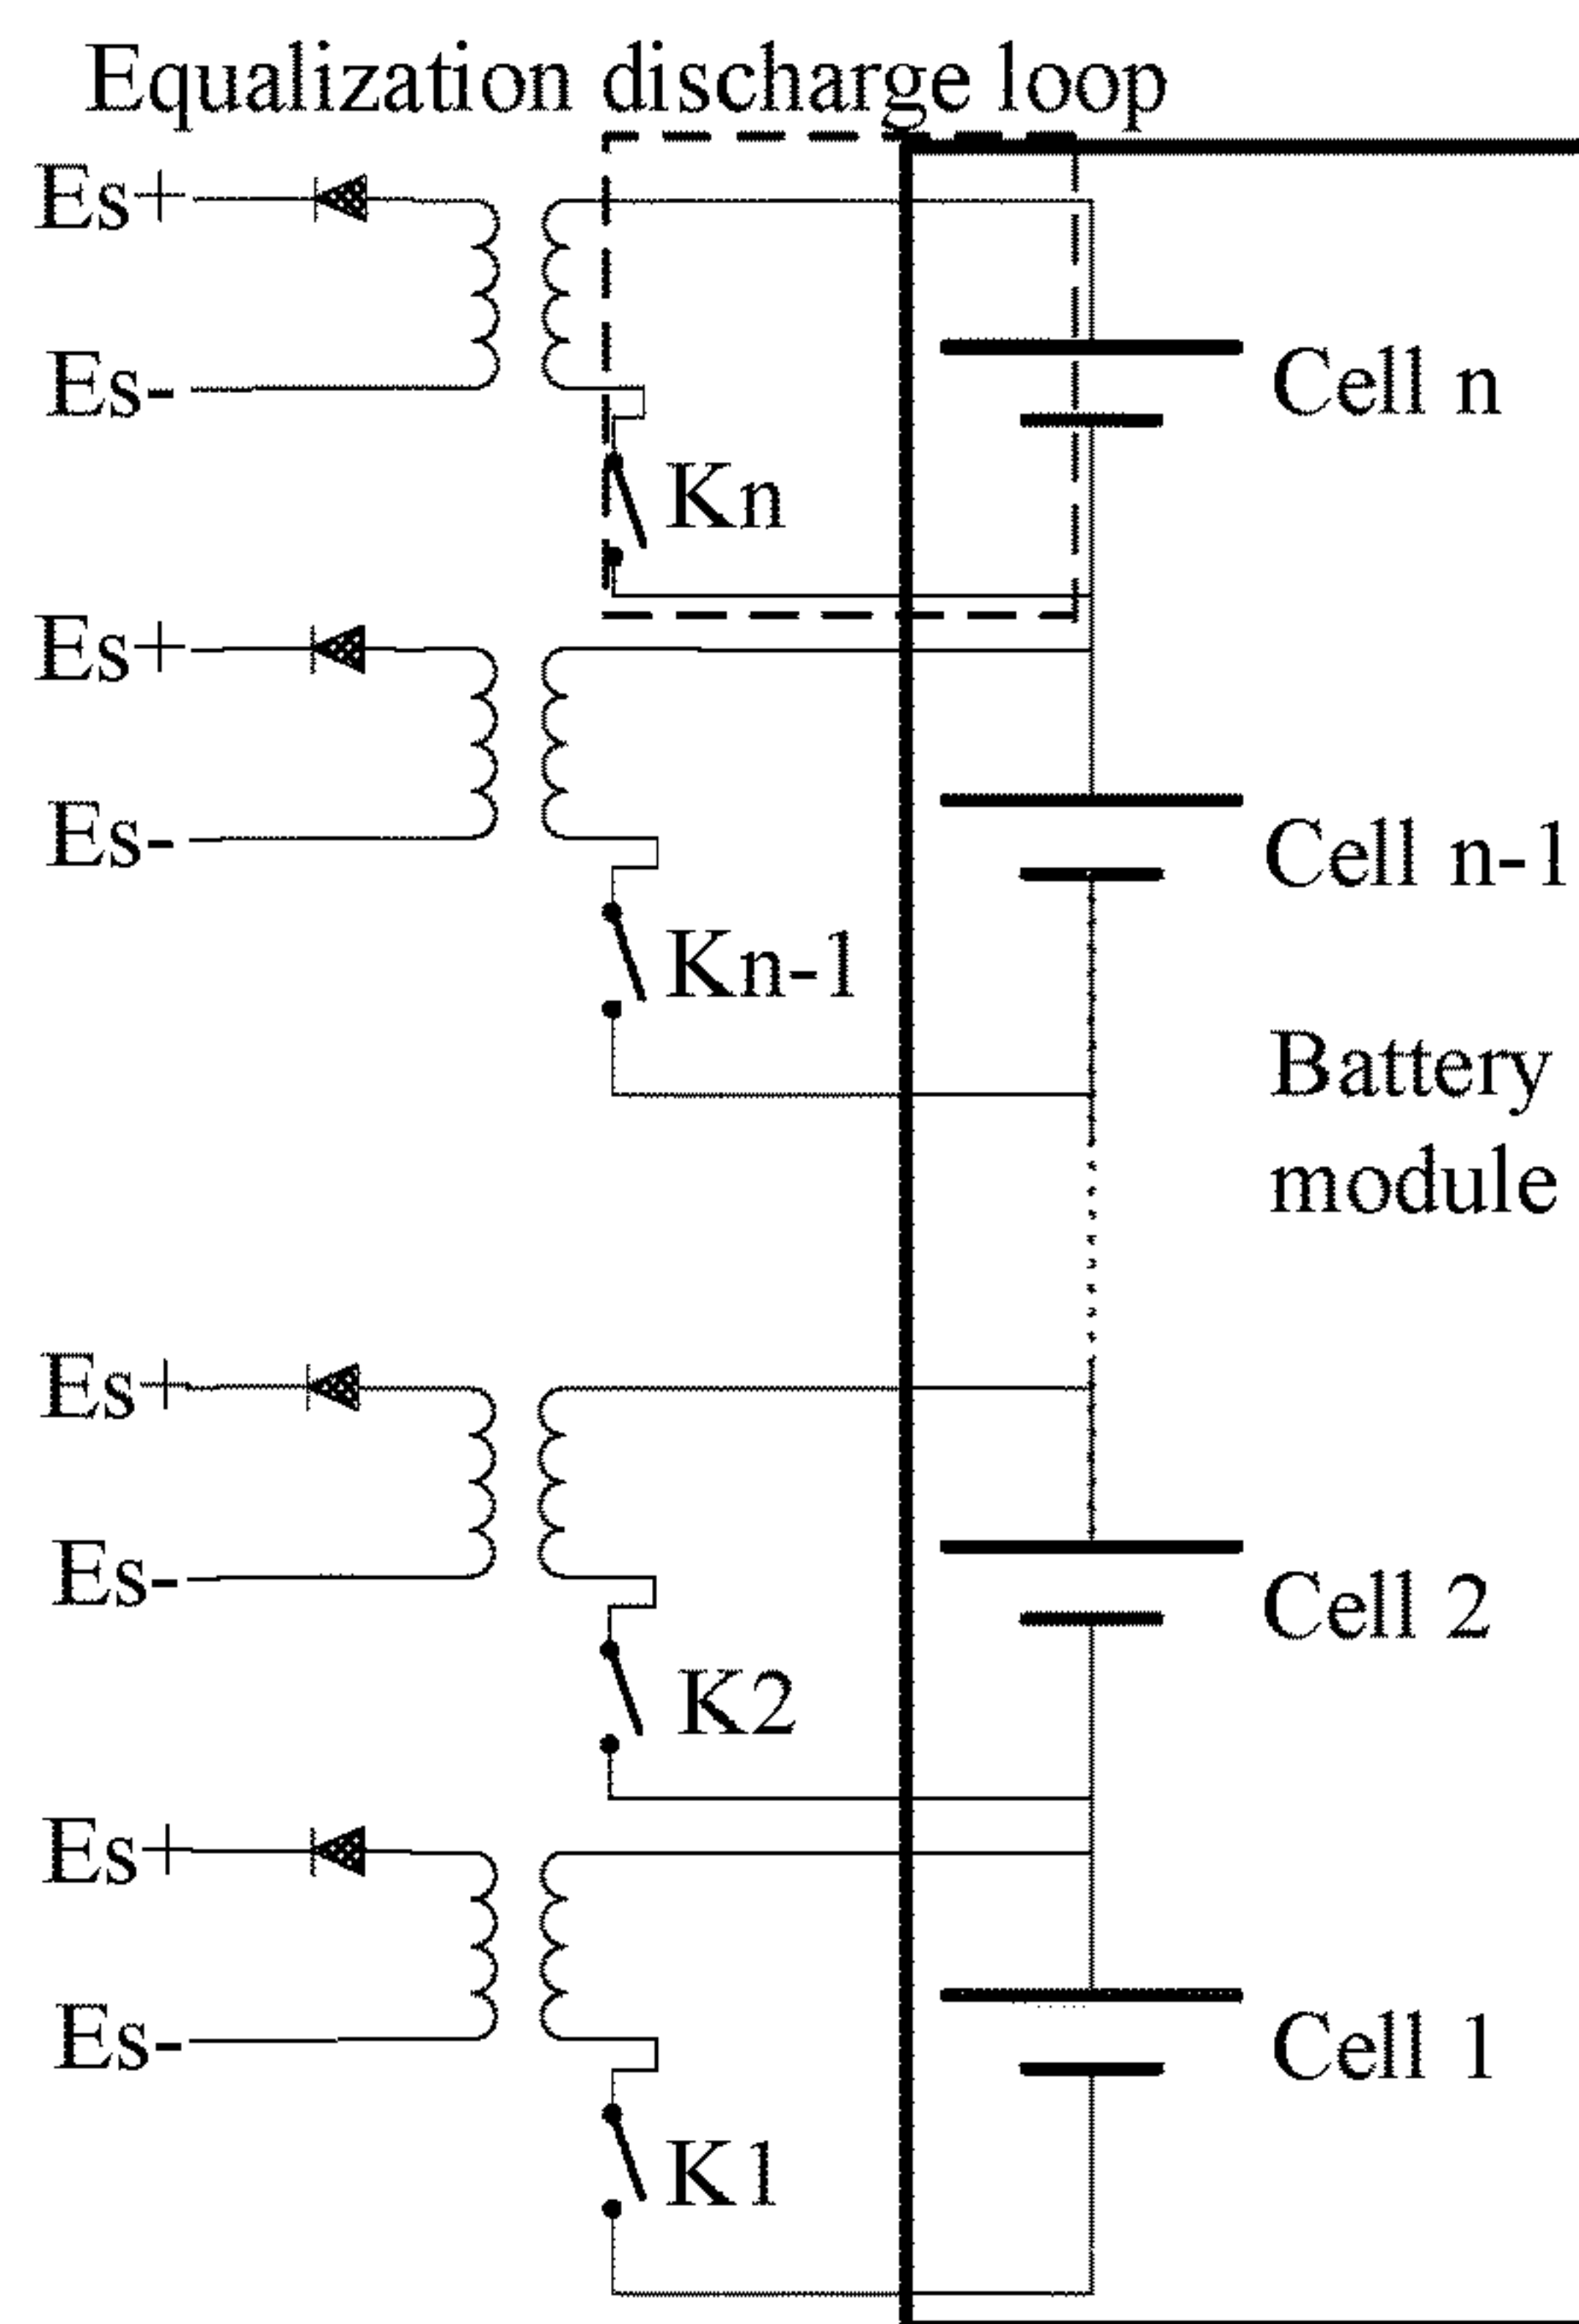 Equalization discharge loop
Es+
Es-
Cell n
Kn
Es+
Es-
Cell n-1
Kn-1
Battery
module
Es+
Es-
Cell 2
K2
Es+
Es-
Cell 1
K1